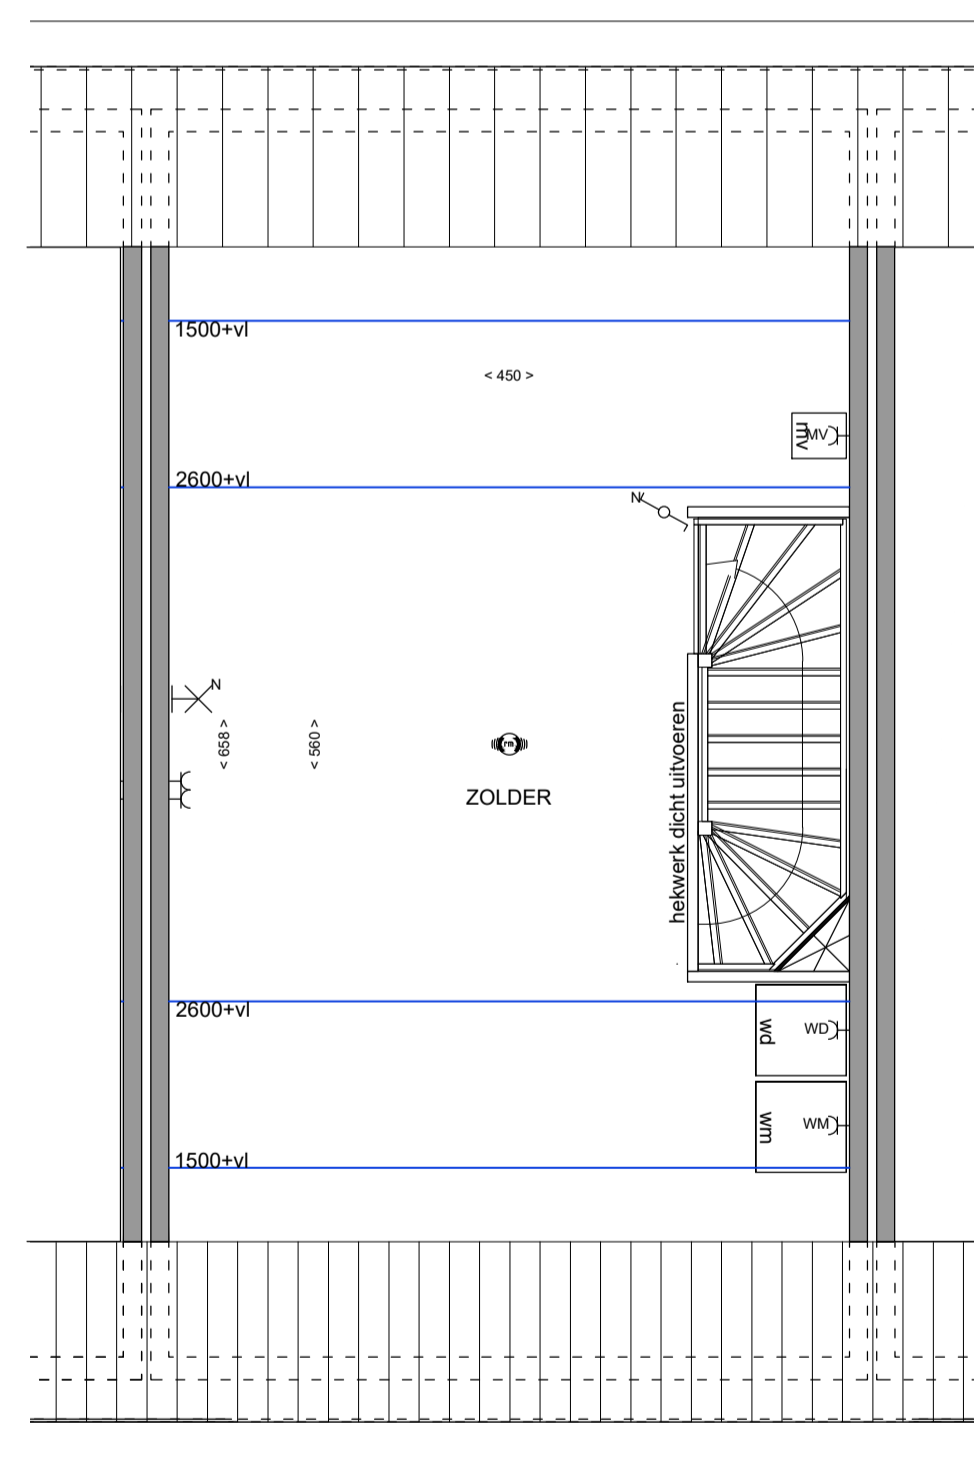 1500+vl
< 450 >
mv
MV
2600+vl
N
N
< 658 >
< 560 >
rm
ZOLDER
hekwerk dicht uitvoeren
2600+vl
wd
WD
wm
WM
1500+vl